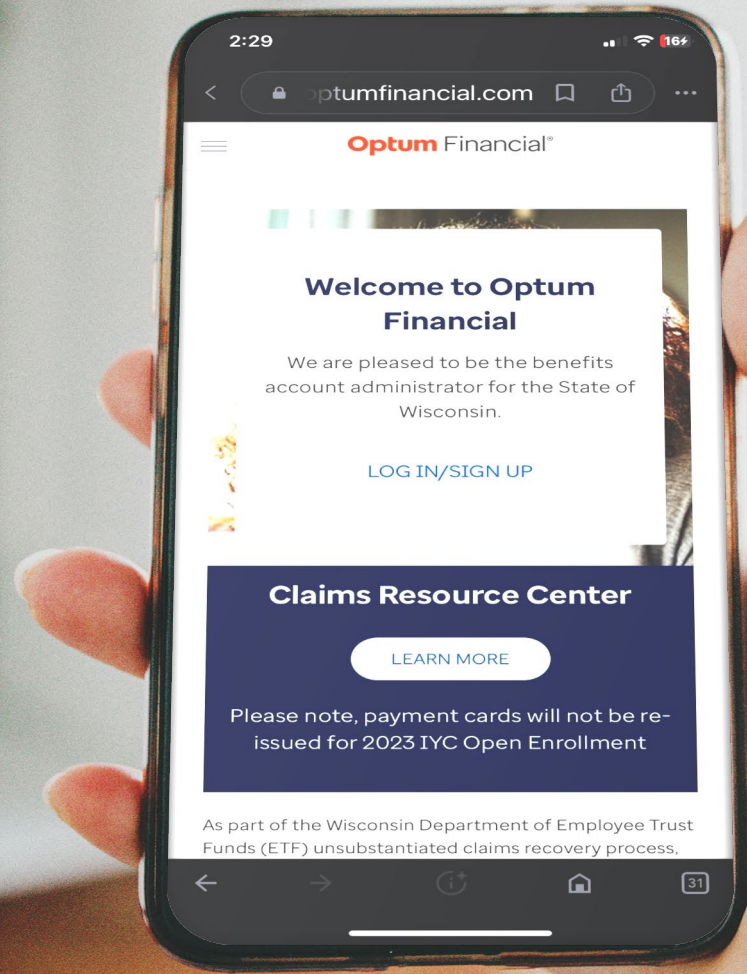 2:29
16
optumfinancial.com
Optum Financial®
Welcome to Optum
Financial
We are pleased to be the benefits
account administrator for the State of
Wisconsin.
LOG IN/SIGN UP
Claims Resource Center
LEARN MORE
Please note, payment cards will not be re-
issued for 2023 IYC Open Enrollment
As part of the Wisconsin Department of Employee Trust
Funds (ETF) unsubstantiated claims recovery process,
31